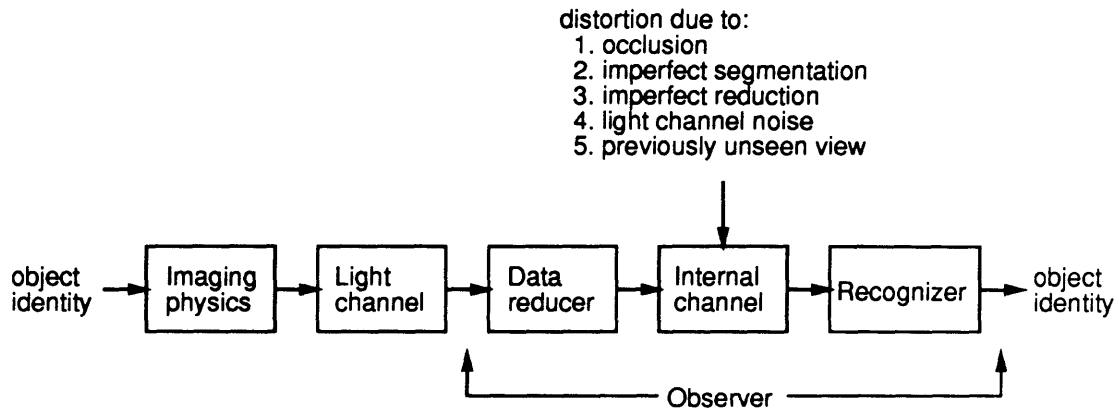 distortion due to:
1. occlusion
2. imperfect segmentation
3. imperfect reduction
4. light channel noise
5. previously unseen view
object
identity
Imaging
physics
Light
channel
Data
reducer
Internal
channel
Recognizer
object
identity
Observer